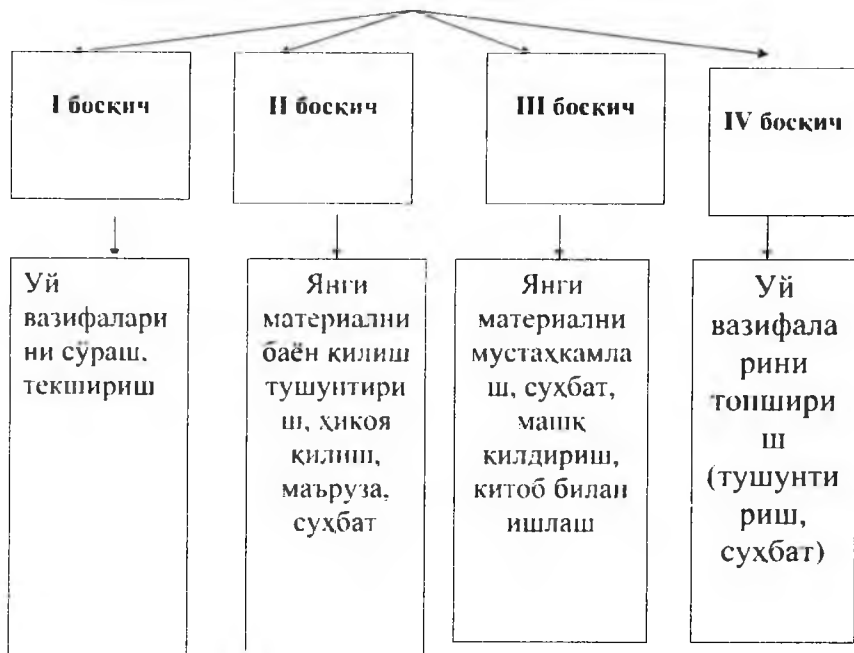 I босқич
II босқич
III босқич
IV босқич
Уй
вазифалари
ни сўраш,
текшириш
Янги
материални
баён қилиш
тушунтири
ш, ҳикоя
қилиш,
маъруза,
суҳбат
Янги
материални
мустаҳкамла
ш, суҳбат,
машқ
қилдириш,
китоб билан
ишлаш
Уй
вазифала
рини
топшири
ш
(тушунти
риш,
суҳбат)